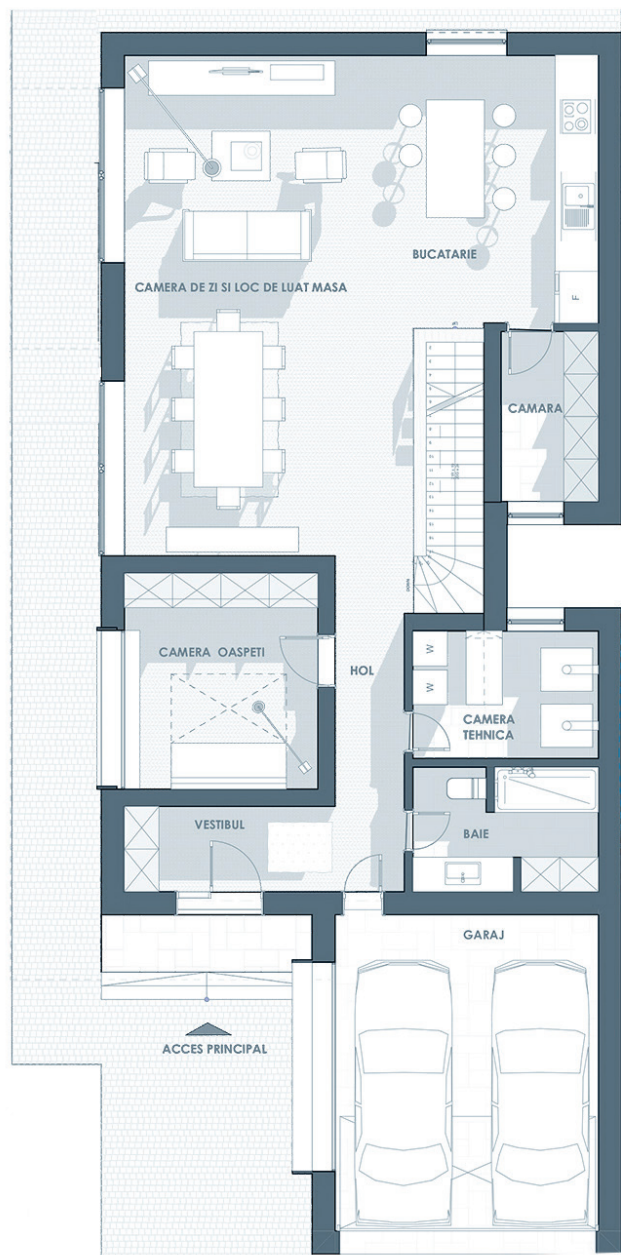 BUCATARIE
CAMERA DE ZI SI LOC DE LUAT MASA
F
CAMARA
CAMERA OASPETI
HOL
W
W
CAMERA
TEHNICA
VESTIBUL
BAIE
GARAJ
ACCES PRINCIPAL